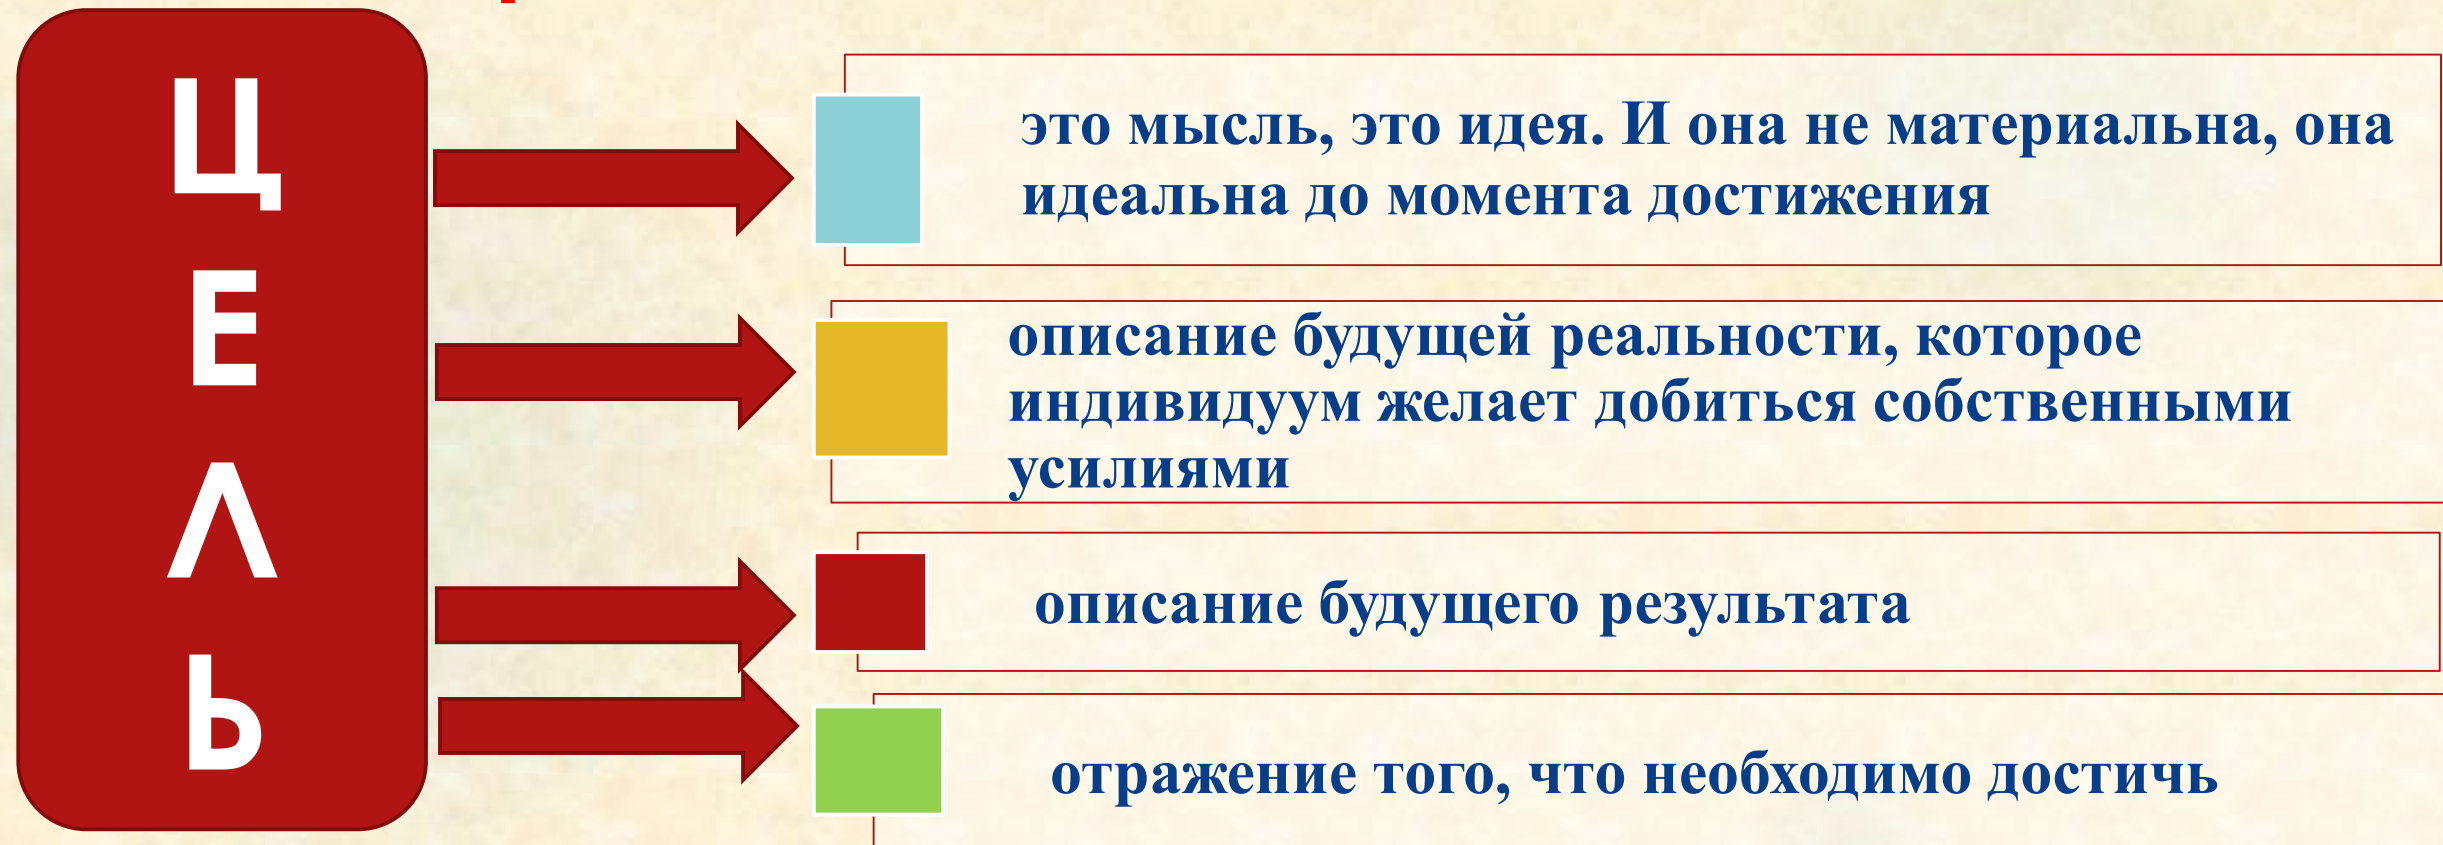 Ц
Е
Л
Ь
это мысль, это идея. И она не материальна, она
идеальна до момента достижения
описание будущей реальности, которое
индивидуум желает добиться собственными
усилиями
описание будущего результата
отражение того, что необходимо достичь